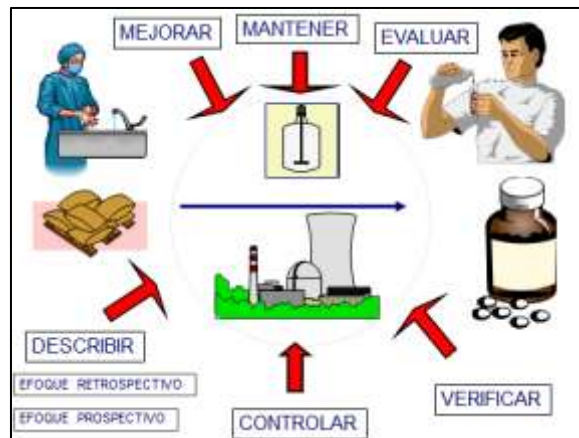 MEJORAR
MANTENER
EVALUAR
DESCRIBIR
EFOQUE RETROSPECTIVO
EFOQUE PROSPECTIVO
CONTROLAR
VERIFICAR